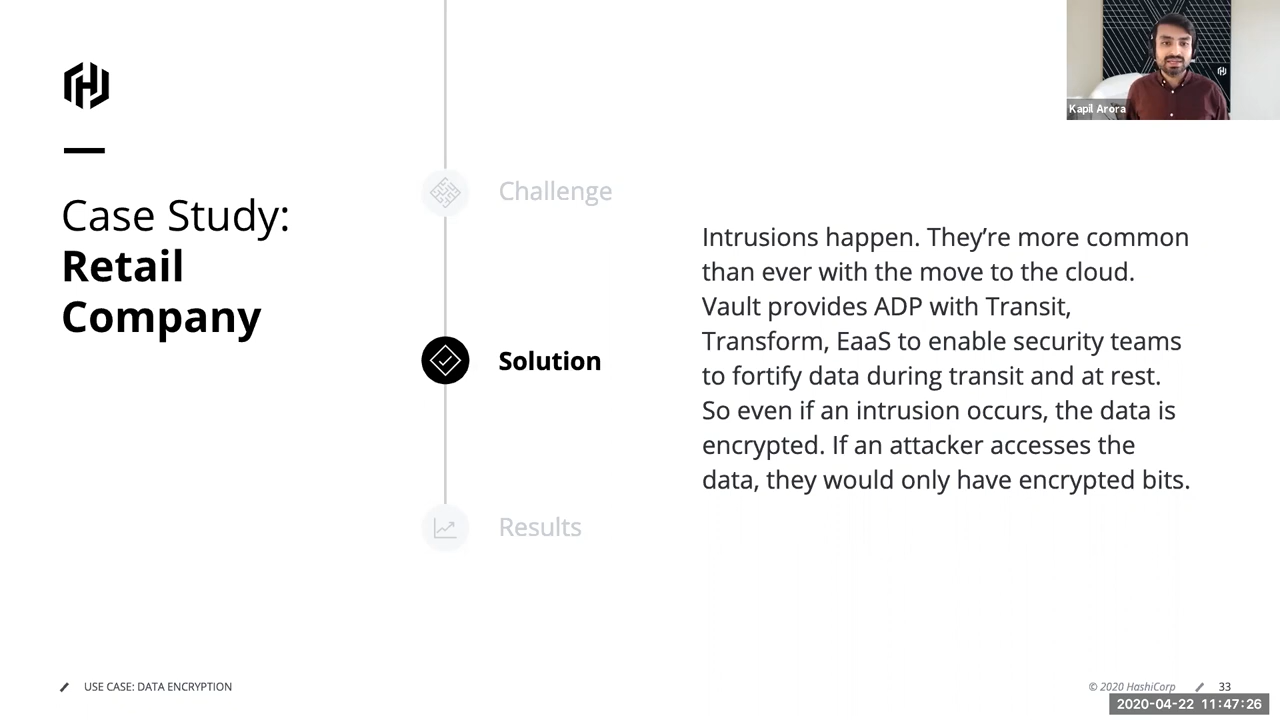 Kapil Arora
Case Study:
Retail
Company
Challenge
Solution
Results
Intrusions happen. They’re more common
than ever with the move to the cloud.
Vault provides ADP with Transit,
Transform, EaaS to enable security teams
to fortify data during transit and at rest.
So even if an intrusion occurs, the data is
encrypted. If an attacker accesses the
data, they would only have encrypted bits.
USE CASE: DATA ENCRYPTION
© 2020 HashiCorp
33
2020-04-22 11:47:26